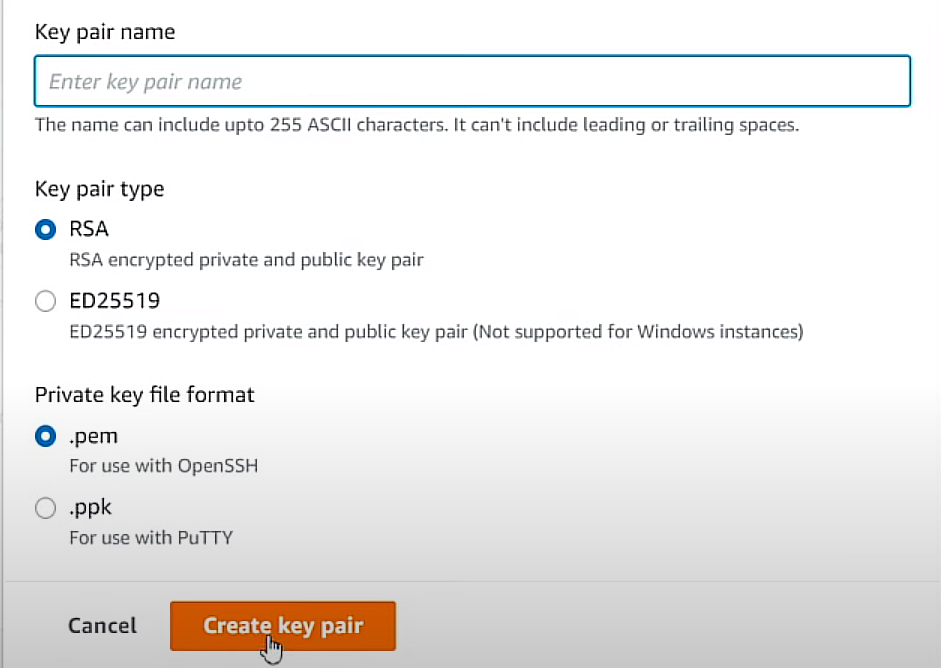 Key pair name
Enter key pair name
The name can include upto 255 ASCII characters. It can't include leading or trailing spaces.
Key pair type
RSA
RSA encrypted private and public key pair
ED25519
ED25519 encrypted private and public key pair (Not supported for Windows instances)
Private key file format
.pem
For use with OpenSSH
.ppk
For use with PuTTY
Cancel
Create key pair